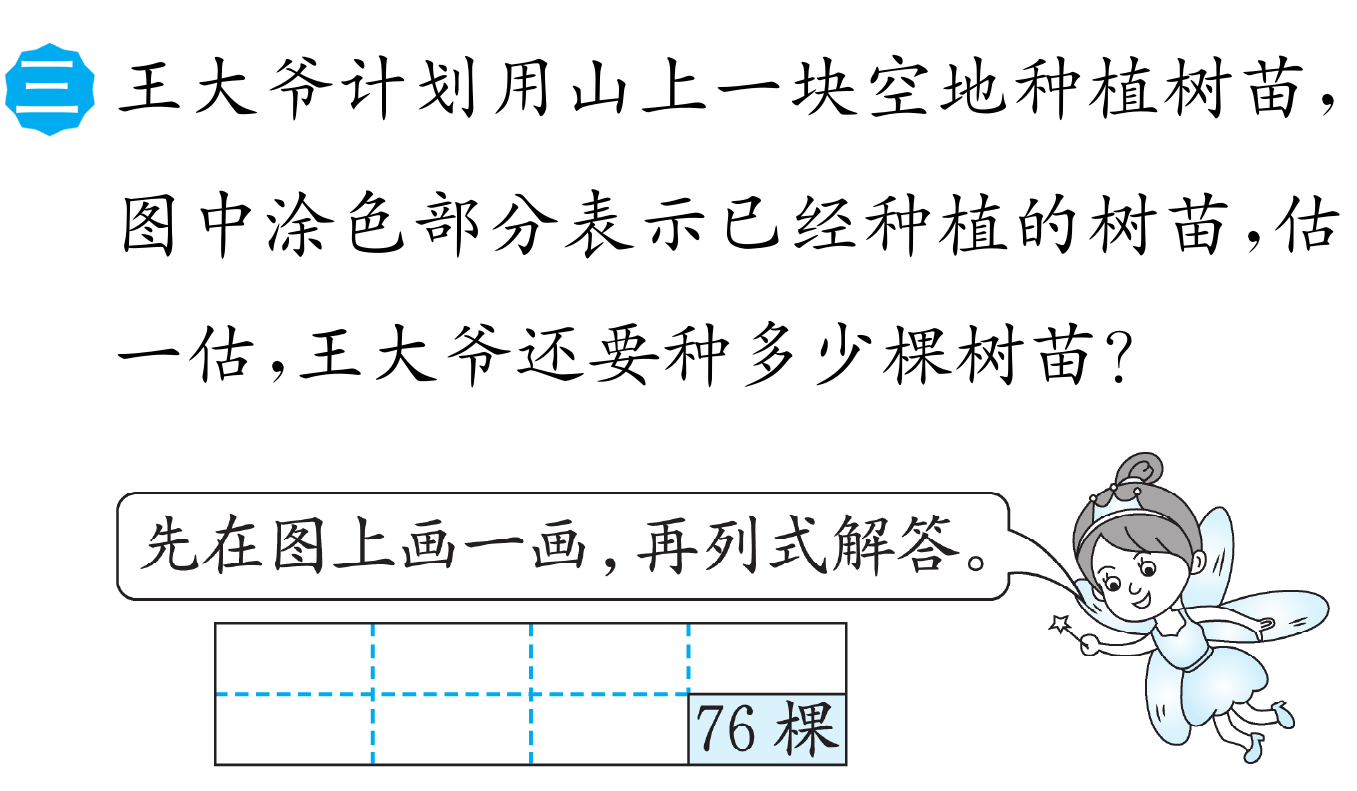 三 王大爷计划用山上一块空地种植树苗，
图中涂色部分表示已经种植的树苗，估
一估，王大爷还要种多少棵树苗？
先在图上画一画，再列式解答。
76 棵